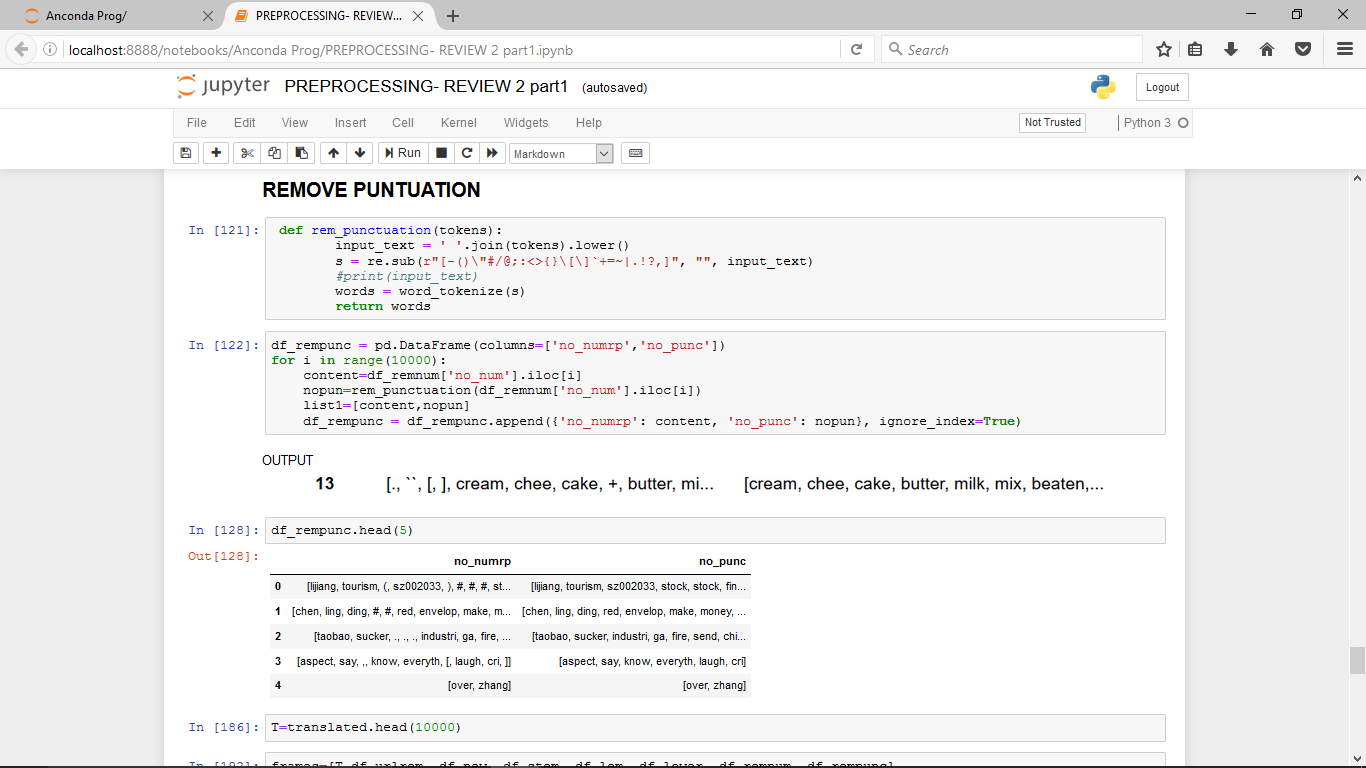 Anconda Prog/
PREPROCESSING- REVIEW...
localhost:8888/notebooks/Anconda Prog/PREPROCESSING- REVIEW 2 part1.ipynb
Search
jupyter PREPROCESSING- REVIEW 2 part1 (autosaved)
Logout
File Edit View Insert Cell Kernel Widgets Help
Not Trusted
Python 3
Run
Markdown
REMOVE PUNTUATION
In [121]: def rem_punctuation(tokens):
input_text = ' '.join(tokens).lower()
s = re.sub(r"[-()\"#/@;:<>{}\[\]`+=~|.!?,]", "", input_text)
#print(input_text)
words = word_tokenize(s)
return words
In [122]: df_rempunc = pd.DataFrame(columns=['no_numrp','no_punc'])
for i in range(10000):
content=df_remnum['no_num'].iloc[i]
nopun=rem_punctuation(df_remnum['no_num'].iloc[i])
list1=[content,nopun]
df_rempunc = df_rempunc.append({'no_numrp': content, 'no_punc': nopun}, ignore_index=True)
OUTPUT
13 [., ``, [, ], cream, chee, cake, +, butter, mi... [cream, chee, cake, butter, milk, mix, beaten,...
In [128]: df_rempunc.head(5)
Out[128]:
no_numrp no_punc
0 [lijiang, tourism, (, sz002033, ), #, #, #, st... [lijiang, tourism, sz002033, stock, stock, fin...
1 [chen, ling, ding, #, #, red, envelop, make, m... [chen, ling, ding, red, envelop, make, money, ...
2 [taobao, sucker, ., ., ., industri, ga, fire, ... [taobao, sucker, industri, ga, fire, send, chi...
3 [aspect, say, ,, know, everyth, [, laugh, cri, ]] [aspect, say, know, everyth, laugh, cri]
4 [over, zhang] [over, zhang]
In [186]: T=translated.head(10000)